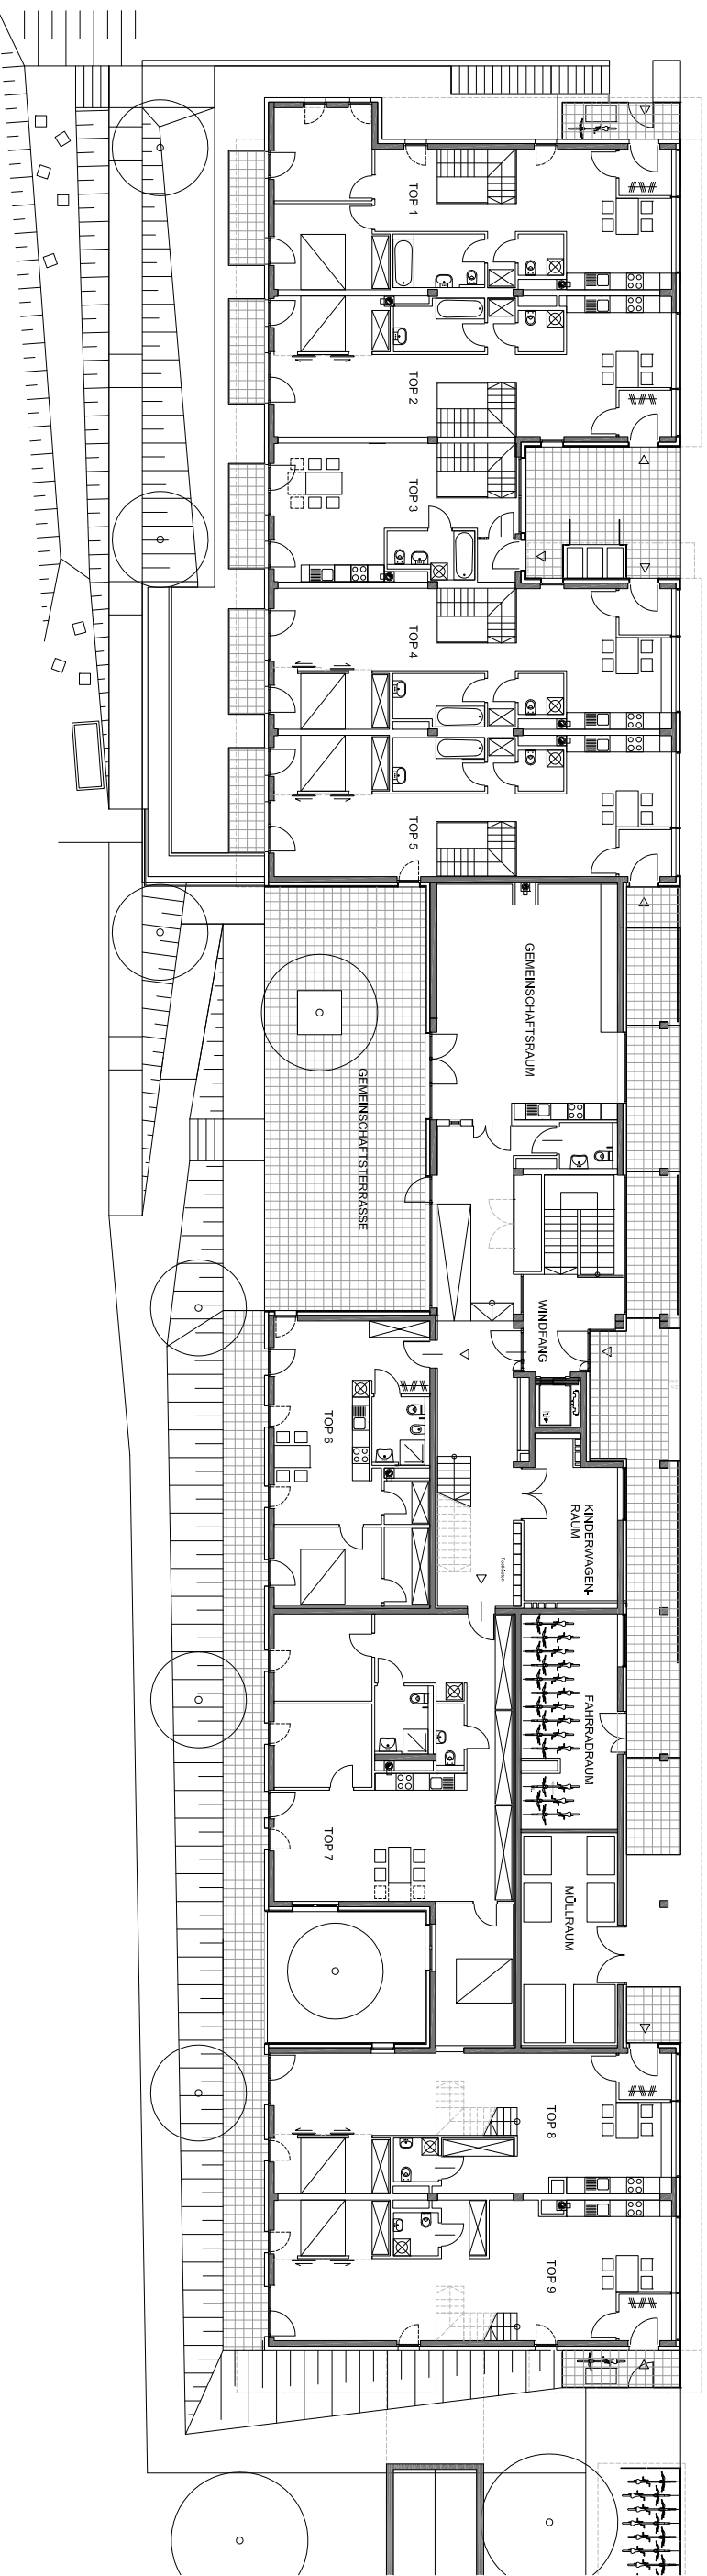 TOP 1
TOP 2
TOP 3
TOP 4
TOP 5
GEMEINSCHAFTSRAUM
GEMEINSCHAFTSTERRASSE
WINDFANG
TOP 6
KINDERWAGEN-
RAUM
FAHRRADRAUM
TOP 7
MÜLLRAUM
TOP 8
TOP 9